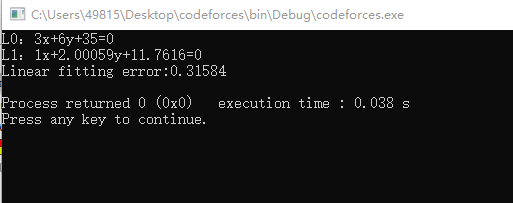 C:\Users\49815\Desktop\codeforces\bin\Debug\codeforces.exe
L0：3x+6y+35=0
L1：1x+2.00059y+11.7616=0
Linear fitting error:0.31584
Process returned 0 (0x0)   execution time : 0.038 s
Press any key to continue.